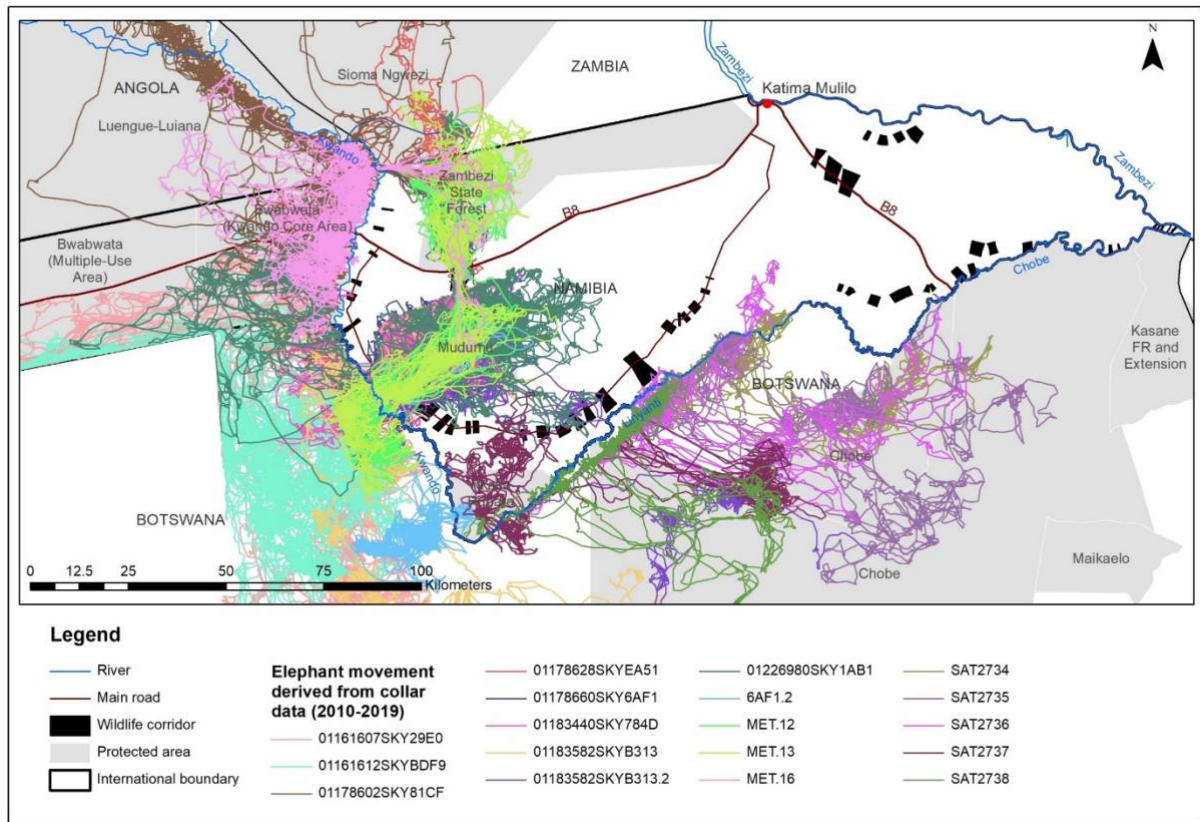 N
Zambezi
ZAMBIA
Sioma Ngwezi
Katima Mulilo
ANGOLA
Luengue-Luiana
Kwando
Zambezi
Zambezi
State
Forest
Bwabwata
(Kwando Core Area)
B8
B8
Bwabwata
(Multiple-Use
Area)
Chobe
NAMIBIA
Mudumu
Kasane
FR and
Extension
BOTSWANA
Linyanti
Chobe
Kwando
BOTSWANA
Maikaelo
Chobe
0 12.5 25 50 75 100
Kilometers
Legend
River
Main road
Wildlife corridor
Protected area
International boundary
Elephant movement
derived from collar
data (2010-2019)
01161607SKY29E0
01161612SKYBDF9
01178602SKY81CF
01178628SKYEA51
01178660SKY6AF1
01183440SKY784D
01183582SKYB313
01183582SKYB313.2
01226980SKY1AB1
6AF1.2
MET.12
MET.13
MET.16
SAT2734
SAT2735
SAT2736
SAT2737
SAT2738